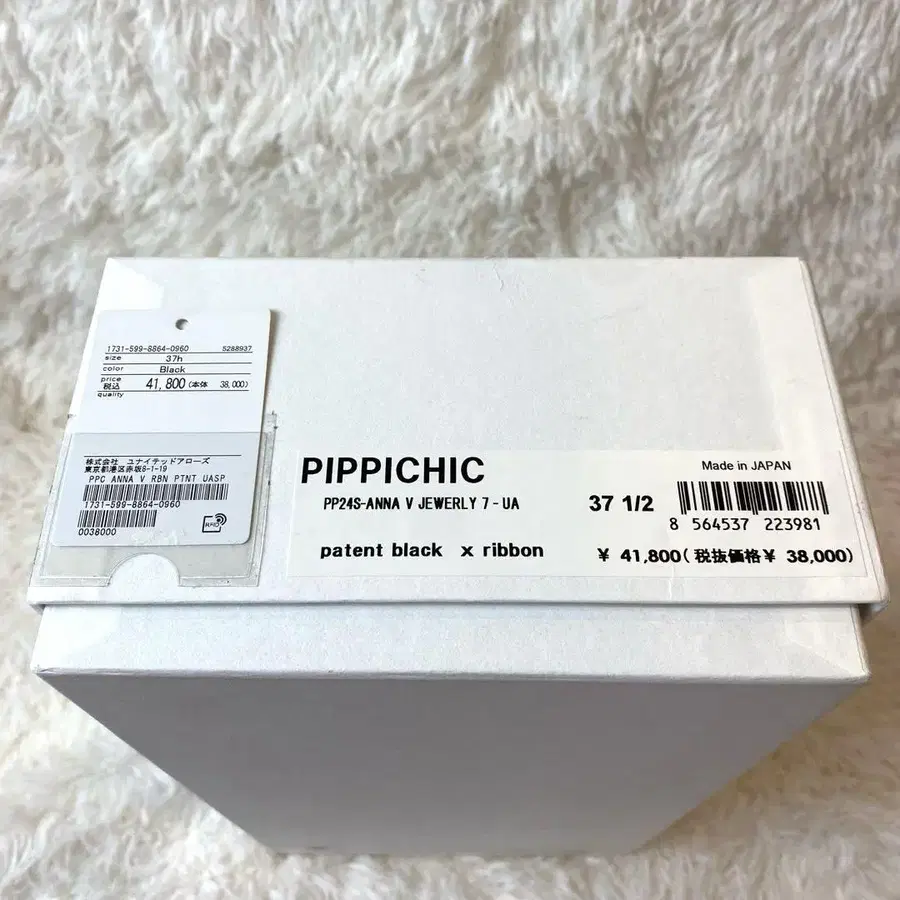 1731-599-8864-0960 5288937
size 37h
color Black
price 税込 41,800 (本体 38,000)
quality
株式会社 ユナイテッドアローズ
東京都港区赤坂8-1-19
PPC ANNA V RBN PTNT UASP
1731-599-8864-0960
0038000
RFID
PIPPICHIC
Made in JAPAN
PP24S-ANNA V JEWERLY 7 - UA
37 1/2
8 564537 223981
patent black x ribbon
¥ 41,800(税抜価格¥ 38,000)